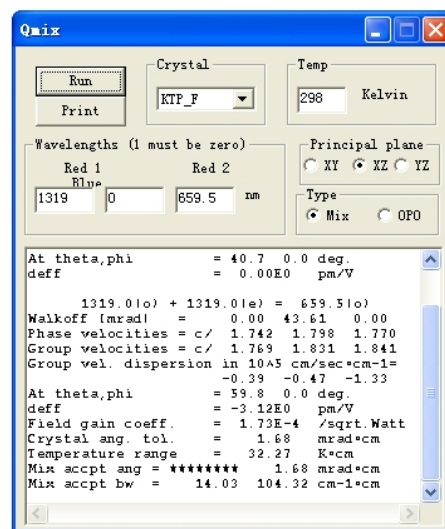 Qmix
Run
Print
Crystal
KTP_F
Temp
298 Kelvin
Wavelengths (1 must be zero)
Red 1 Red 2
Blue
1319 0 659.5 nm
Principal plane
XY XZ YZ
Type
Mix OPO
At theta,phi = 40.7 0.0 deg.
deff = 0.00E0 pm/V
1319.0(o) + 1319.0(e) = 659.5(o)
Walkoff [mrad] = 0.00 43.61 0.00
Phase velocities = c/ 1.742 1.798 1.770
Group velocities = c/ 1.769 1.831 1.841
Group vel. dispersion in 10^5 cm/sec*cm-1=
-0.39 -0.47 -1.33
At theta,phi = 59.8 0.0 deg.
deff = -3.12E0 pm/V
Field gain coeff. = 1.73E-4 /sqrt.Watt
Crystal ang. tol. = 1.68 mrad*cm
Temperature range = 32.27 K*cm
Mix accpt ang = ******** 1.68 mrad*cm
Mix accpt bw = 14.03 104.32 cm-1*cm